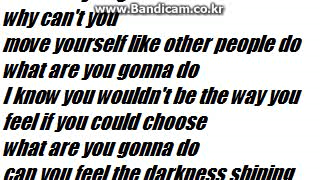 www.Bandicam.co.kr
why can't you
move yourself like other people do
what are you gonna do
I know you wouldn't be the way you
feel if you could choose
what are you gonna do
can you feel the darkness shining